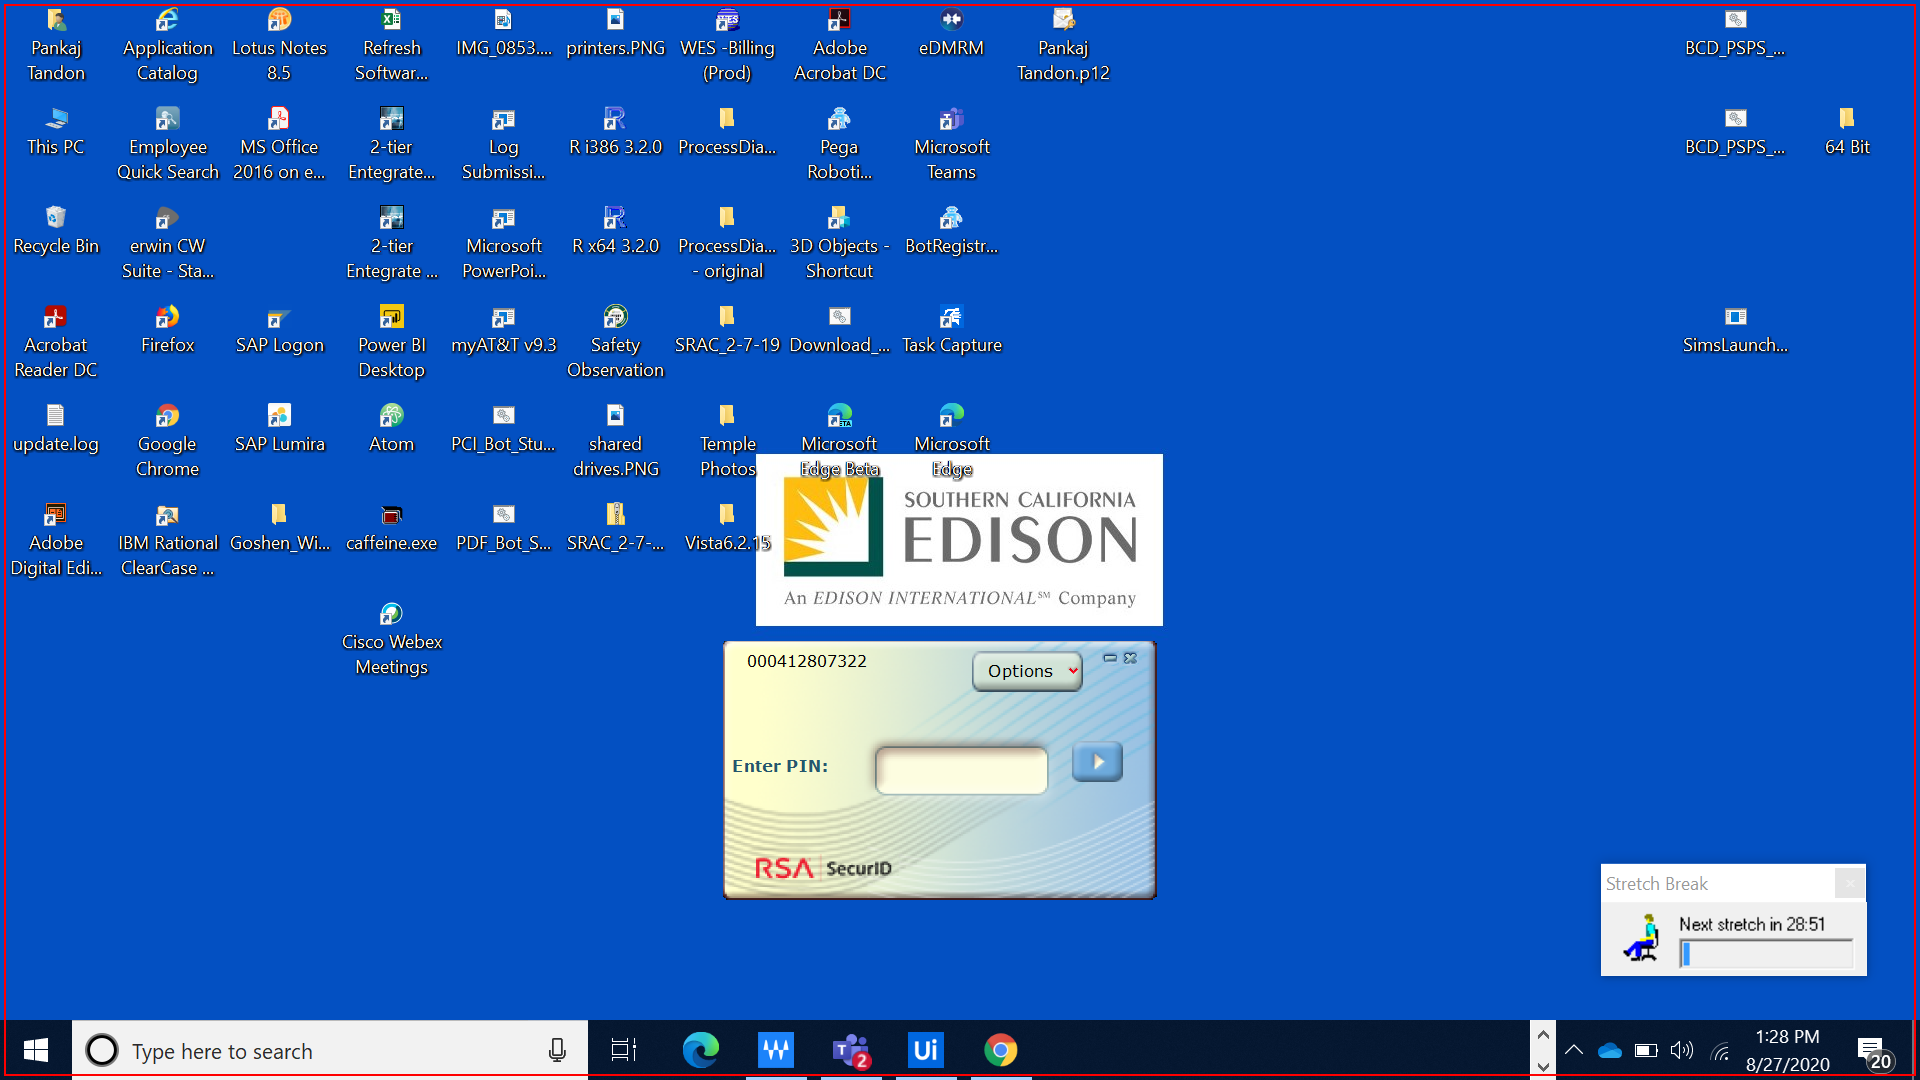 Pankaj
Tandon
Application
Catalog
Lotus Notes
8.5
Refresh
Softwar...
IMG_0853....
printers.PNG
WES -Billing
(Prod)
Adobe
Acrobat DC
eDMRM
Pankaj
Tandon.p12
BCD_PSPS_...
This PC
Employee
Quick Search
MS Office
2016 on e...
2-tier
Entegrate...
Log
Submissi...
R i386 3.2.0
ProcessDia...
Pega
Roboti...
Microsoft
Teams
BCD_PSPS_...
64 Bit
Recycle Bin
erwin CW
Suite - Sta...
2-tier
Entegrate ...
Microsoft
PowerPoi...
R x64 3.2.0
ProcessDia...
- original
3D Objects -
Shortcut
BotRegistr...
Acrobat
Reader DC
Firefox
SAP Logon
Power BI
Desktop
myAT&T v9.3
Safety
Observation
SRAC_2-7-19
Download_...
Task Capture
SimsLaunch...
update.log
Google
Chrome
SAP Lumira
Atom
PCI_Bot_Stu...
shared
drives.PNG
Temple
Photos
Microsoft
Edge Beta
Microsoft
Edge
Adobe
Digital Edi...
IBM Rational
ClearCase ...
Goshen_Wi...
caffeine.exe
PDF_Bot_S...
SRAC_2-7-...
Vista6.2.15
SOUTHERN CALIFORNIA
EDISON
An EDISON INTERNATIONAL℠ Company
Cisco Webex
Meetings
000412807322
Options
Enter PIN:
RSA SecurID
Stretch Break
Next stretch in 28:51
Type here to search
2
Ui
1:28 PM
8/27/2020
20